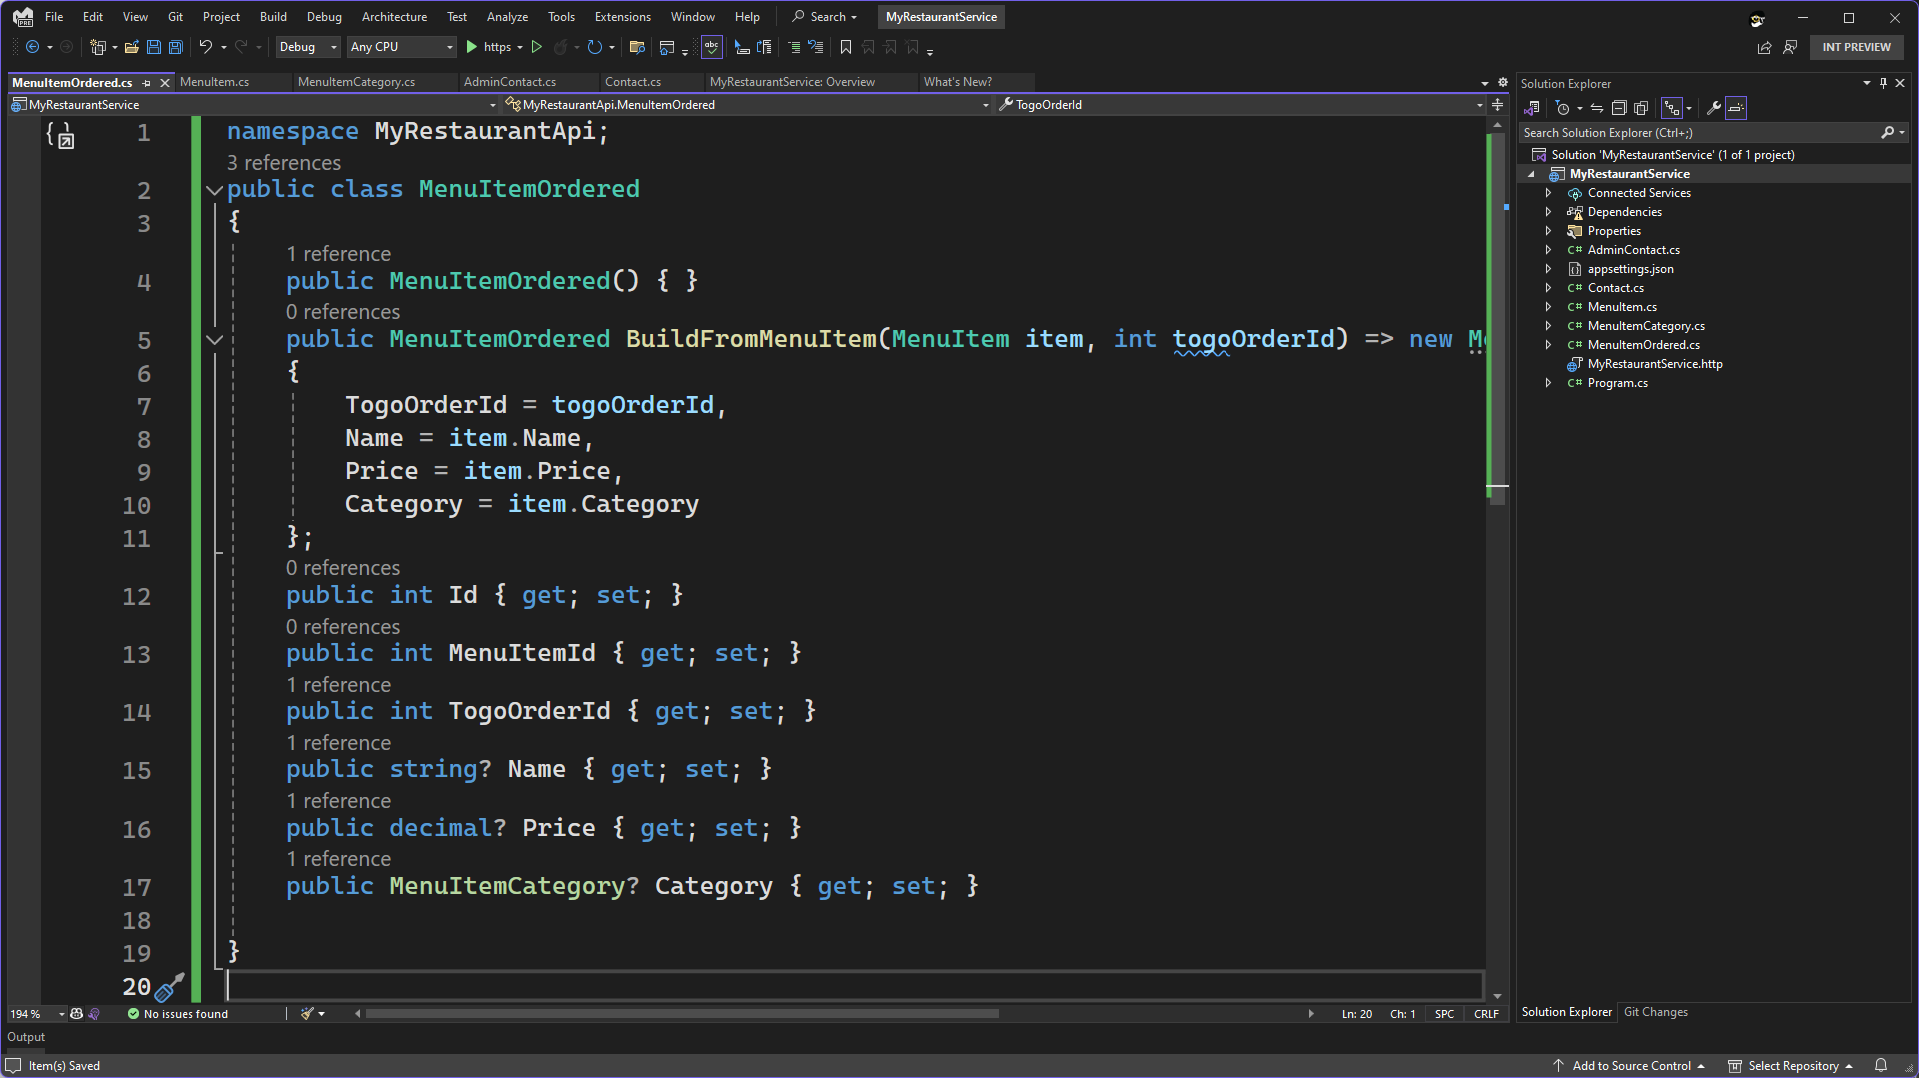 File Edit View Git Project Build Debug Architecture Test Analyze Tools Extensions Window Help Search MyRestaurantService
Debug Any CPU https INT PREVIEW
MenuItemOrdered.cs MenuItem.cs MenuItemCategory.cs AdminContact.cs Contact.cs MyRestaurantService: Overview What's New?
MyRestaurantService MyRestaurantApi.MenuItemOrdered TogoOrderId
1 namespace MyRestaurantApi;
3 references
2 public class MenuItemOrdered
3 {
1 reference
4 public MenuItemOrdered() { }
0 references
5 public MenuItemOrdered BuildFromMenuItem(MenuItem item, int togoOrderId) => new M
6 {
7 TogoOrderId = togoOrderId,
8 Name = item.Name,
9 Price = item.Price,
10 Category = item.Category
11 };
0 references
12 public int Id { get; set; }
0 references
13 public int MenuItemId { get; set; }
1 reference
14 public int TogoOrderId { get; set; }
1 reference
15 public string? Name { get; set; }
1 reference
16 public decimal? Price { get; set; }
1 reference
17 public MenuItemCategory? Category { get; set; }
18
19 }
20
194 % No issues found Ln: 20 Ch: 1 SPC CRLF
Solution Explorer
Search Solution Explorer (Ctrl+;)
Solution 'MyRestaurantService' (1 of 1 project)
MyRestaurantService
Connected Services
Dependencies
Properties
C# AdminContact.cs
appsettings.json
C# Contact.cs
C# MenuItem.cs
C# MenuItemCategory.cs
C# MenuItemOrdered.cs
MyRestaurantService.http
C# Program.cs
Solution Explorer Git Changes
Output
Item(s) Saved Add to Source Control Select Repository